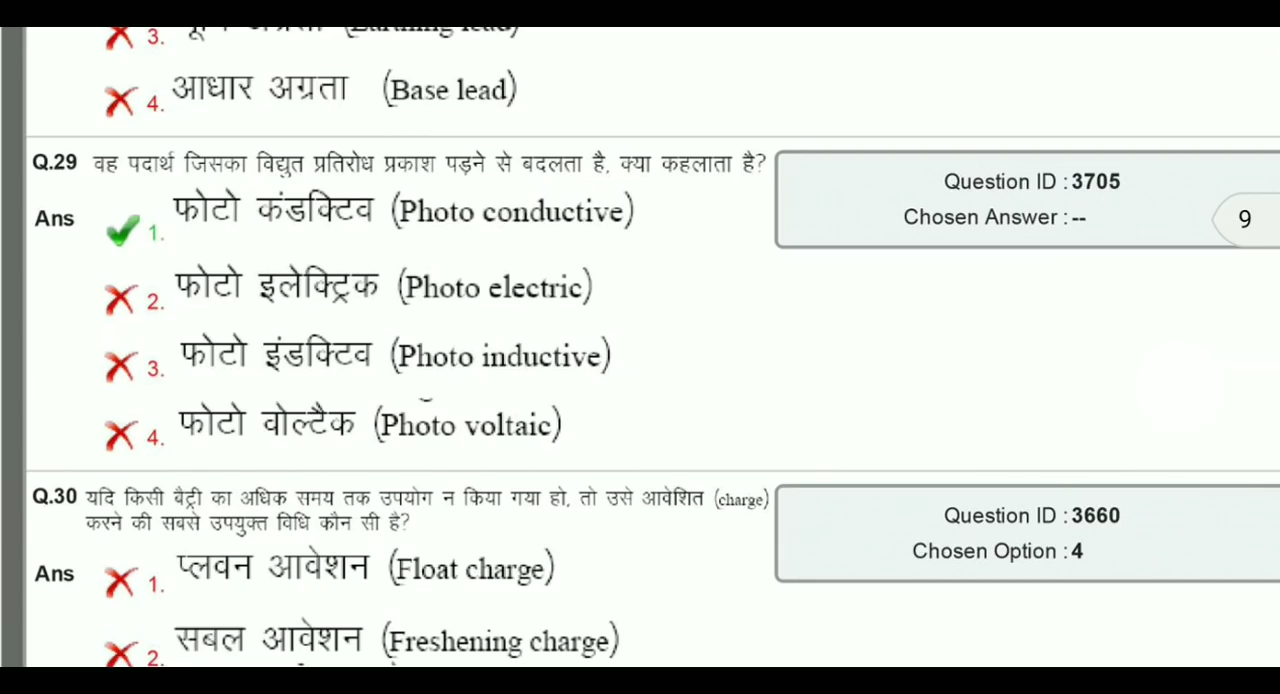 3.
(Earthing lead)
4. आधार अग्रता (Base lead)
Q.29 वह पदार्थ जिसका विद्युत प्रतिरोध प्रकाश पड़ने से बदलता है, क्या कहलाता है?
Question ID : 3705
Chosen Answer : --
9
Ans 1. फोटो कंडक्टिव (Photo conductive)
2. फोटो इलेक्ट्रिक (Photo electric)
3. फोटो इंडक्टिव (Photo inductive)
4. फोटो वोल्टैक (Photo voltaic)
Q.30 यदि किसी बैट्री का अधिक समय तक उपयोग न किया गया हो, तो उसे आवेशित (charge)
करने की सबसे उपयुक्त विधि कौन सी है?
Question ID : 3660
Chosen Option : 4
Ans 1. प्लवन आवेशन (Float charge)
2. सबल आवेशन (Freshening charge)